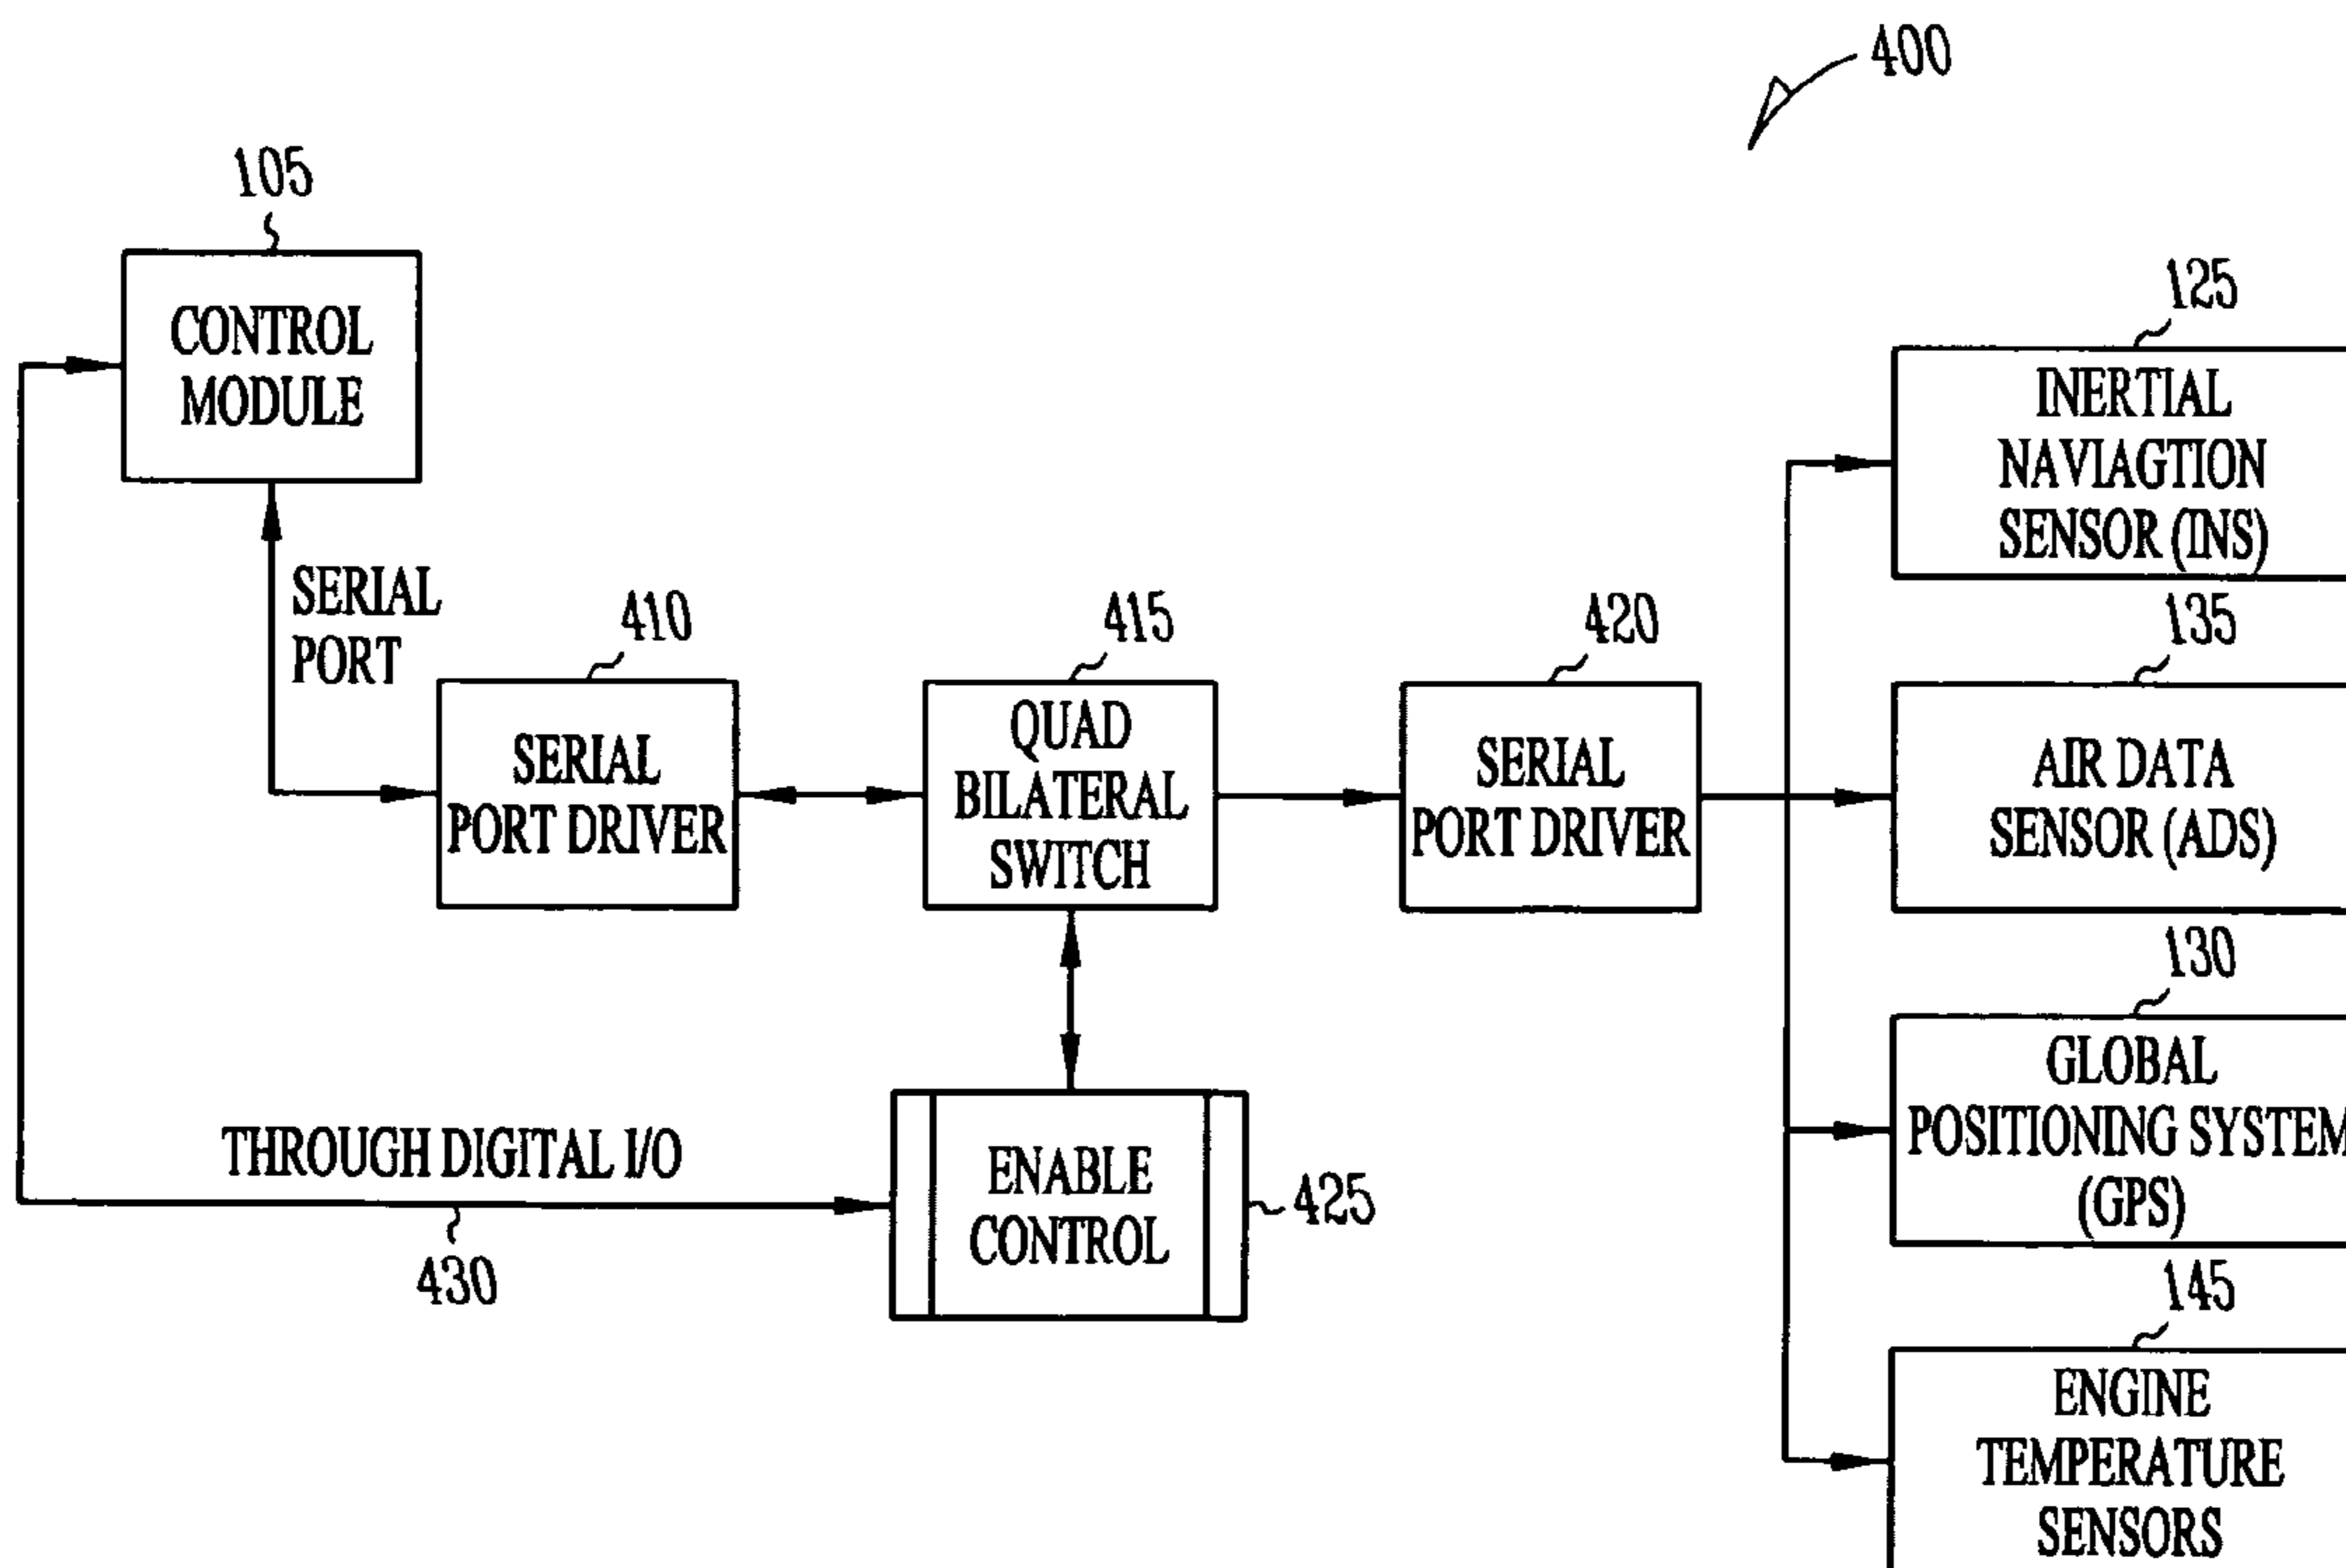 400
105
CONTROL
MODULE
SERIAL
PORT
410
SERIAL
PORT DRIVER
415
QUAD
BILATERAL
SWITCH
420
SERIAL
PORT DRIVER
125
INERTIAL
NAVIAGTION
SENSOR (INS)
135
AIR DATA
SENSOR (ADS)
130
GLOBAL
POSITIONING SYSTEM
(GPS)
145
ENGINE
TEMPERATURE
SENSORS
THROUGH DIGITAL I/O
430
ENABLE
CONTROL
425